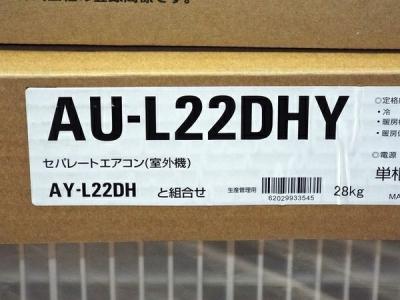 AU-L22DHY
セパレートエアコン(室外機)
AY-L22DH と組合せ
生産管理用
62029933545
28kg
○定格
・冷
・暖房
・暖房
○電源
単相
MA